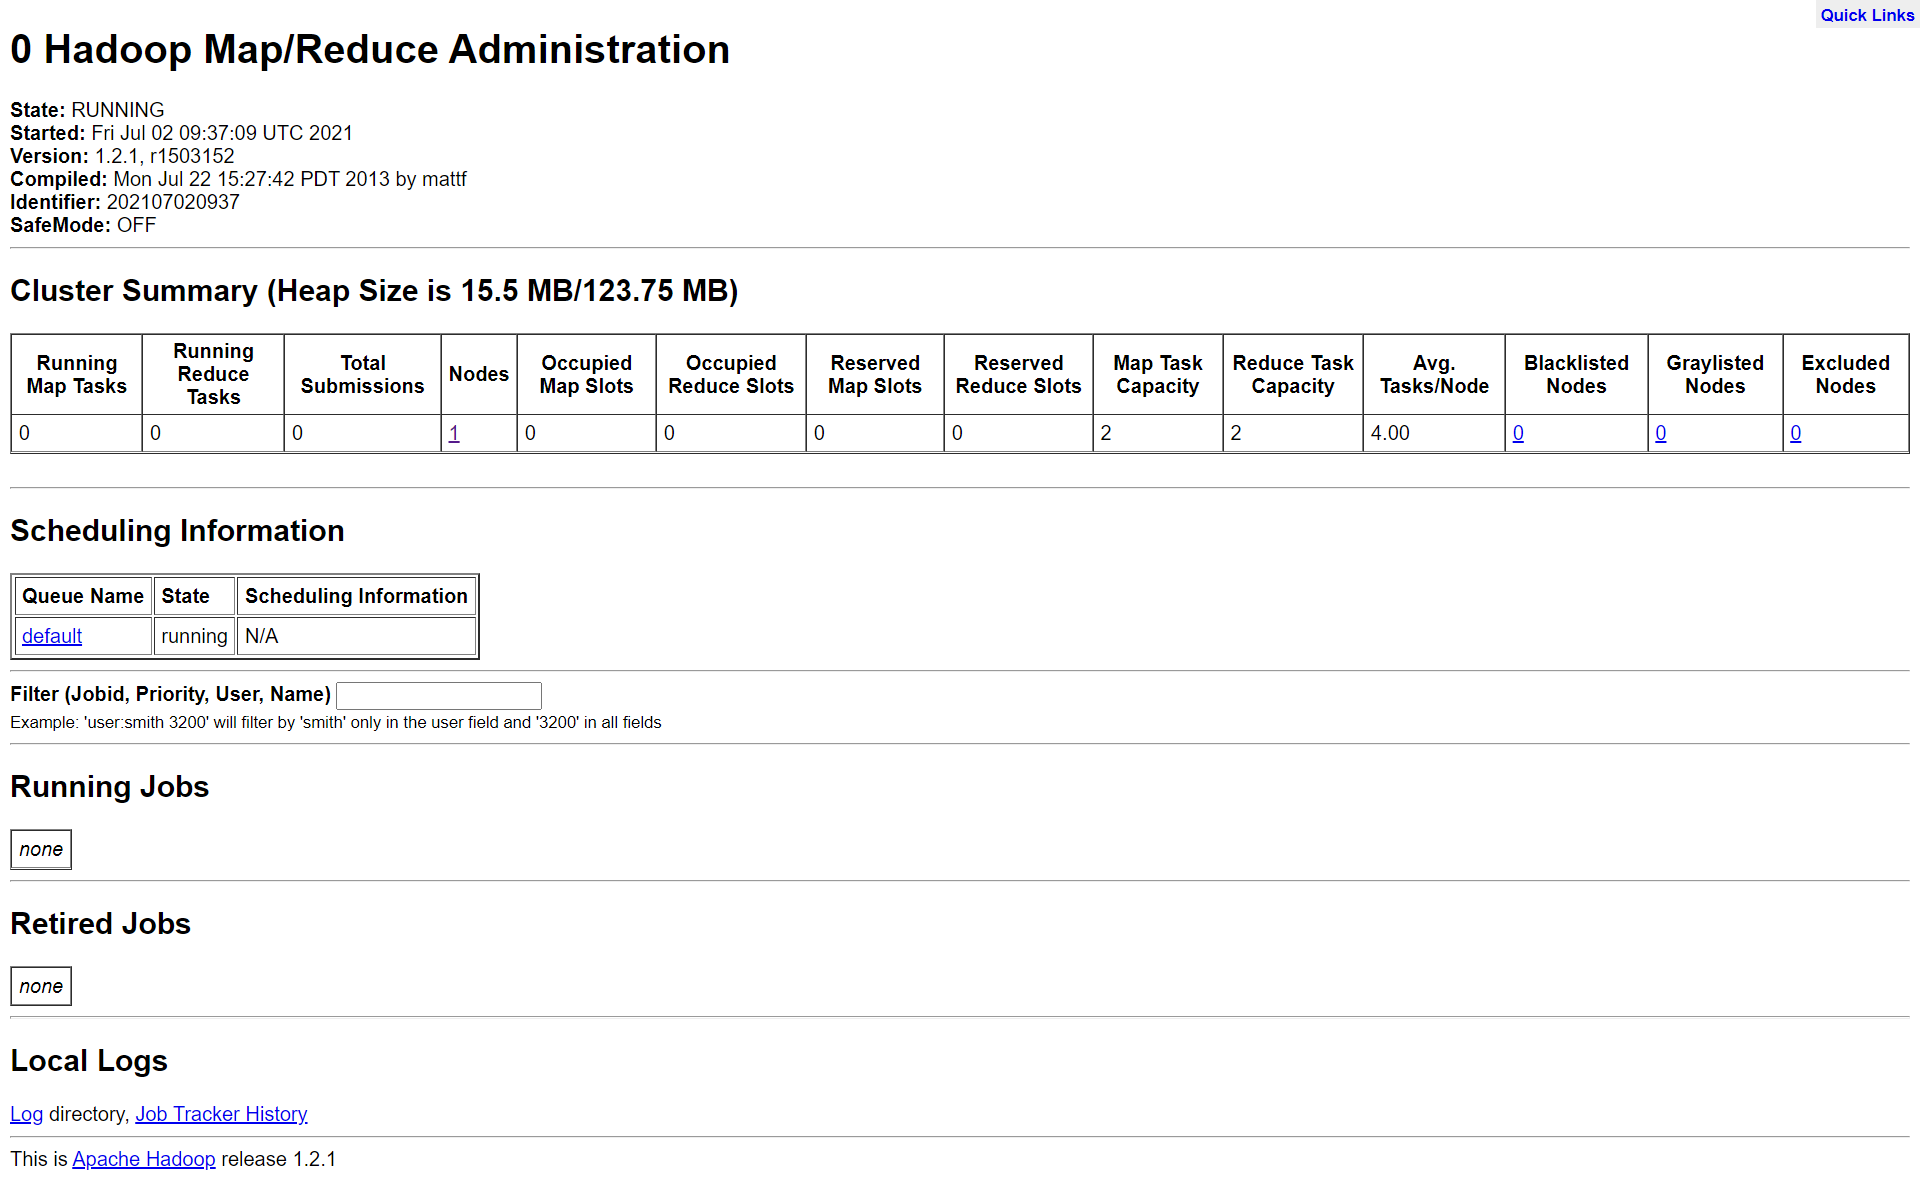 Quick Links
0 Hadoop Map/Reduce Administration
State: RUNNING
Started: Fri Jul 02 09:37:09 UTC 2021
Version: 1.2.1, r1503152
Compiled: Mon Jul 22 15:27:42 PDT 2013 by mattf
Identifier: 202107020937
SafeMode: OFF
Cluster Summary (Heap Size is 15.5 MB/123.75 MB)
Running Map Tasks Running Reduce Tasks Total Submissions Nodes Occupied Map Slots Occupied Reduce Slots Reserved Map Slots Reserved Reduce Slots Map Task Capacity Reduce Task Capacity Avg. Tasks/Node Blacklisted Nodes Graylisted Nodes Excluded Nodes
0 0 0 1 0 0 0 0 2 2 4.00 0 0 0
Scheduling Information
Queue Name State Scheduling Information
default running N/A
Filter (Jobid, Priority, User, Name)
Example: 'user:smith 3200' will filter by 'smith' only in the user field and '3200' in all fields
Running Jobs
none
Retired Jobs
none
Local Logs
Log directory, Job Tracker History
This is Apache Hadoop release 1.2.1